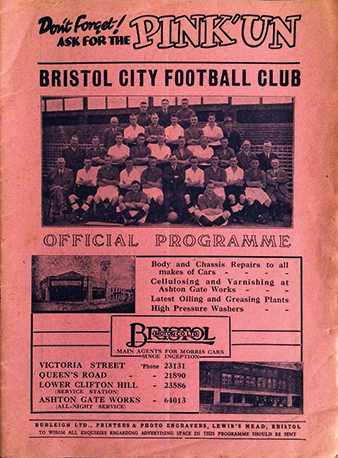 Don't Forget!
ASK FOR THE PINK 'UN
BRISTOL CITY FOOTBALL CLUB
OFFICIAL PROGRAMME
Body and Chassis Repairs to all
makes of Cars - - - -
Cellulosing and Varnishing at
Ashton Gate Works - - -
Latest Oiling and Greasing Plants
High Pressure Washers - - -
BRISTOL
MOTOR CO LTD
MAIN AGENTS FOR MORRIS CARS
SINCE INCEPTION
VICTORIA STREET 'Phone 23131
QUEEN'S ROAD - - 21890
LOWER CLIFTON HILL - 23586
(SERVICE STATION)
ASHTON GATE WORKS - 64013
(ALL-NIGHT SERVICE)
BURLEIGH LTD., PRINTERS & PHOTO ENGRAVERS, LEWIN'S MEAD, BRISTOL
TO WHOM ALL ENQUIRIES REGARDING ADVERTISING SPACE IN THIS PROGRAMME SHOULD BE SENT